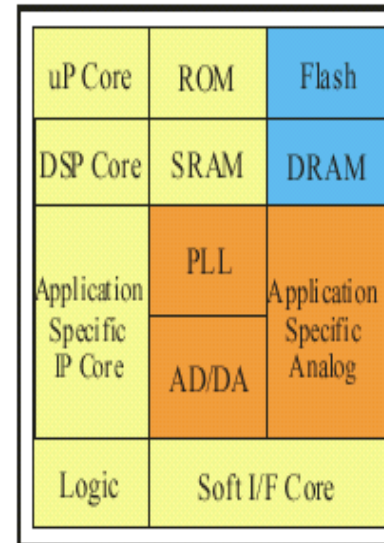 uP Core
ROM
Flash
DSP Core
SRAM
DRAM
Application
Specific
IP Core
PLL
AD/DA
Application
Specific
Analog
Logic
Soft I/F Core